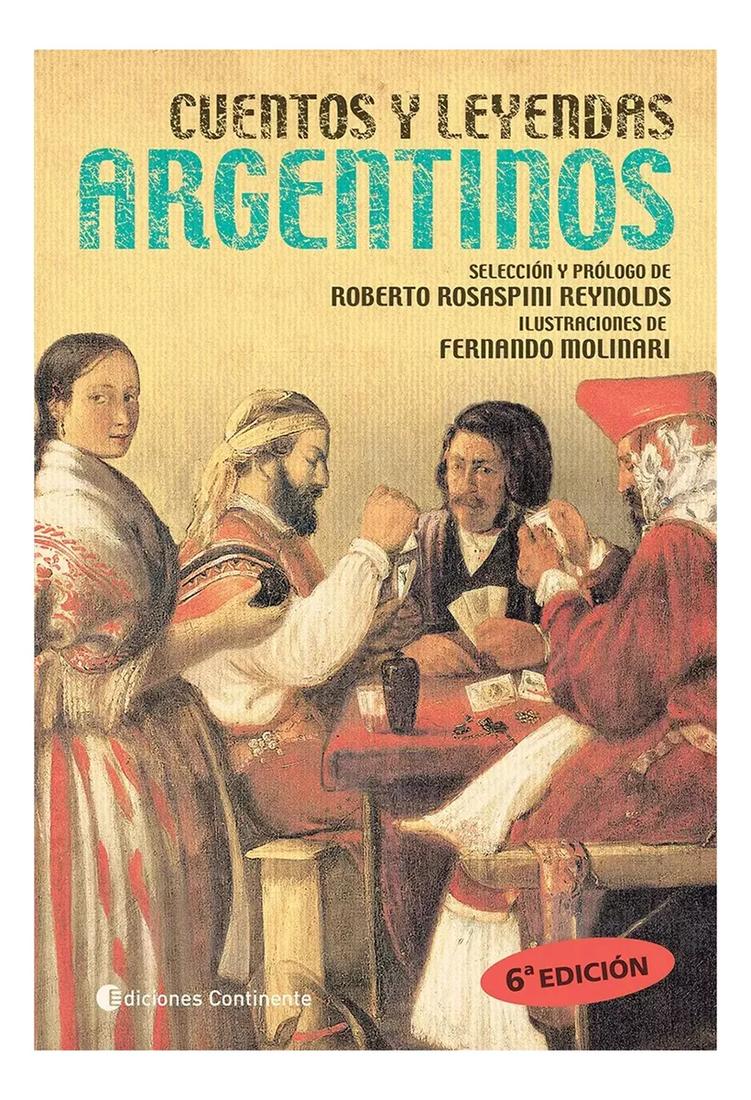 CUENTOS Y LEYENDAS
ARGENTINOS
SELECCIÓN Y PRÓLOGO DE
ROBERTO ROSASPINI REYNOLDS
ILUSTRACIONES DE
FERNANDO MOLINARI
6ª EDICIÓN
Ediciones Continente